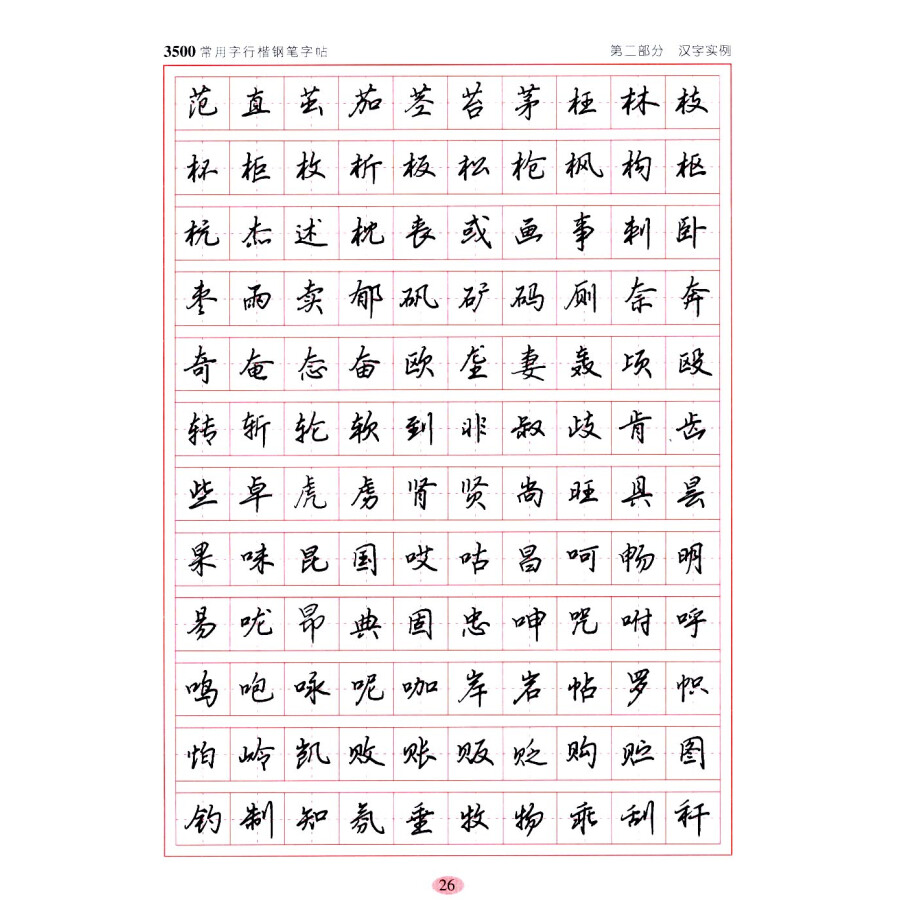 3500常用字行楷钢笔字帖 第二部分 汉字实例
范直茎茄茎苔茅枉林枝
杯柜枚析板松枪枫构枢
杭杰述枕丧或画事刺卧
枣雨卖郁矾矿码厕奈奔
奇奄态奋欧垄妻轰顷殴
转斩轮软到非叔歧肯齿
些卓虎虏肾贤尚旺具昙
果味昆国哎咕昌呵畅明
易咙昂典固忠呻咒咐呼
鸣咆咏呢咖岸岩帖罗帜
怕岭凯败账贩贬购贮图
钓制知氛垂牧物乖刮秆
26